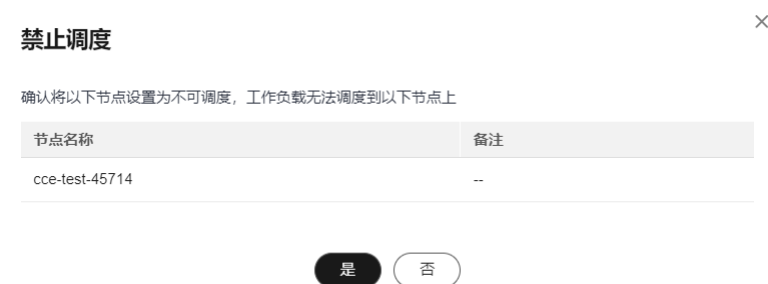 禁止调度
确认将以下节点设置为不可调度，工作负载无法调度到以下节点上
节点名称 备注
cce-test-45714 --
是 否